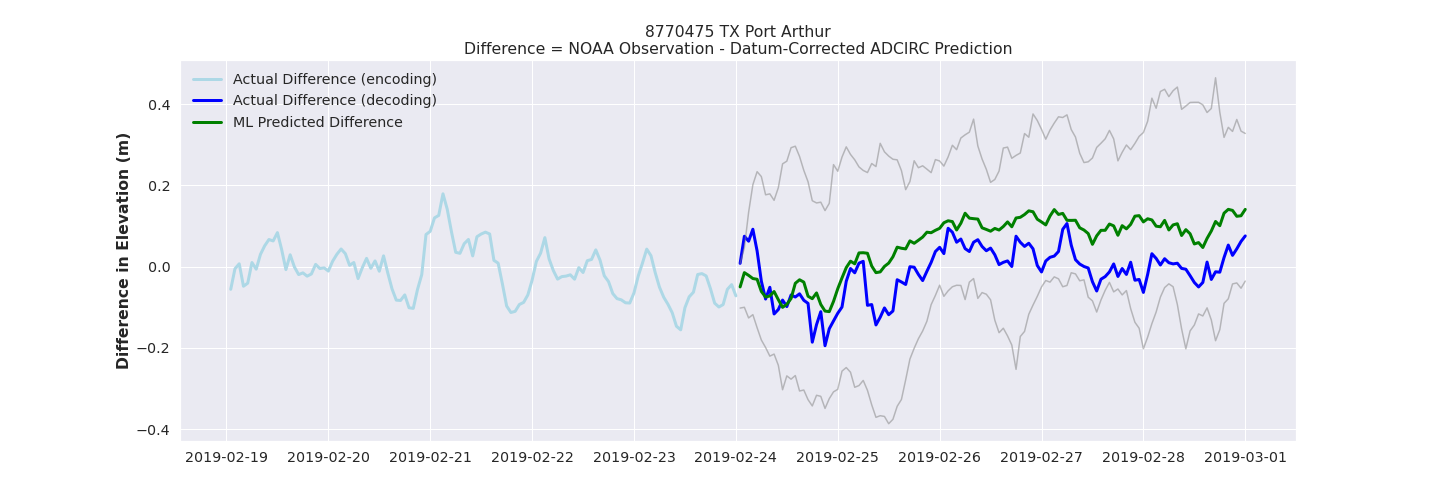 8770475 TX Port Arthur
Difference = NOAA Observation - Datum-Corrected ADCIRC Prediction
Actual Difference (encoding)
Actual Difference (decoding)
ML Predicted Difference
Difference in Elevation (m)
0.4
0.2
0.0
−0.2
−0.4
2019-02-19 2019-02-20 2019-02-21 2019-02-22 2019-02-23 2019-02-24 2019-02-25 2019-02-26 2019-02-27 2019-02-28 2019-03-01